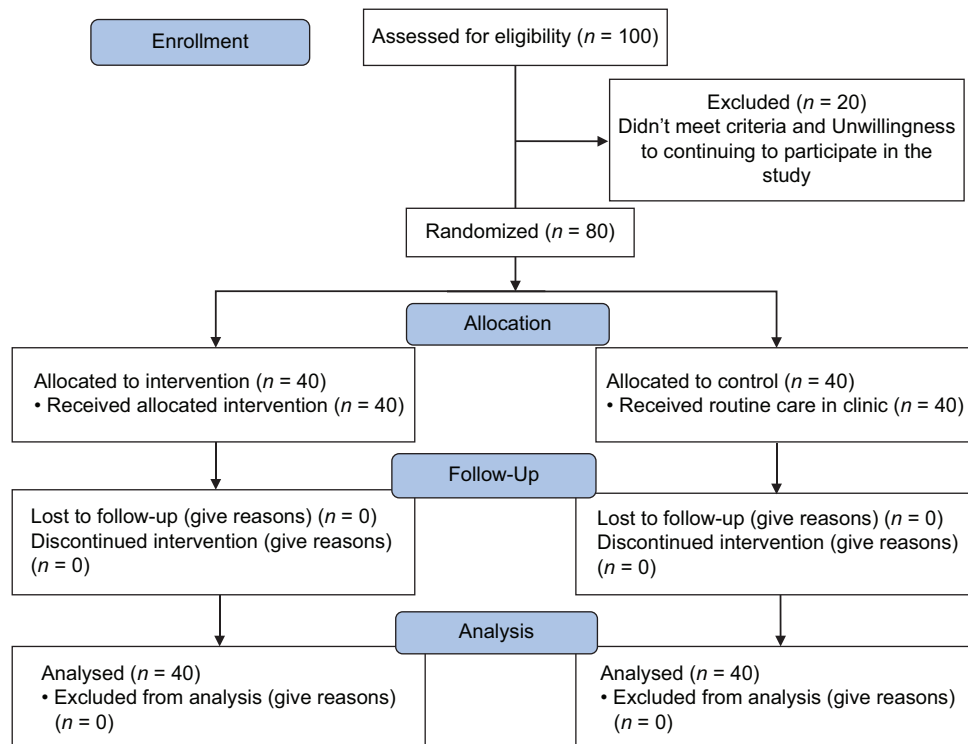 Enrollment
Assessed for eligibility (n = 100)
Excluded (n = 20)
Didn't meet criteria and Unwillingness
to continuing to participate in the
study
Randomized (n = 80)
Allocation
Allocated to intervention (n = 40)
• Received allocated intervention (n = 40)
Allocated to control (n = 40)
• Received routine care in clinic (n = 40)
Follow-Up
Lost to follow-up (give reasons) (n = 0)
Discontinued intervention (give reasons)
(n = 0)
Lost to follow-up (give reasons) (n = 0)
Discontinued intervention (give reasons)
(n = 0)
Analysis
Analysed (n = 40)
• Excluded from analysis (give reasons)
(n = 0)
Analysed (n = 40)
• Excluded from analysis (give reasons)
(n = 0)